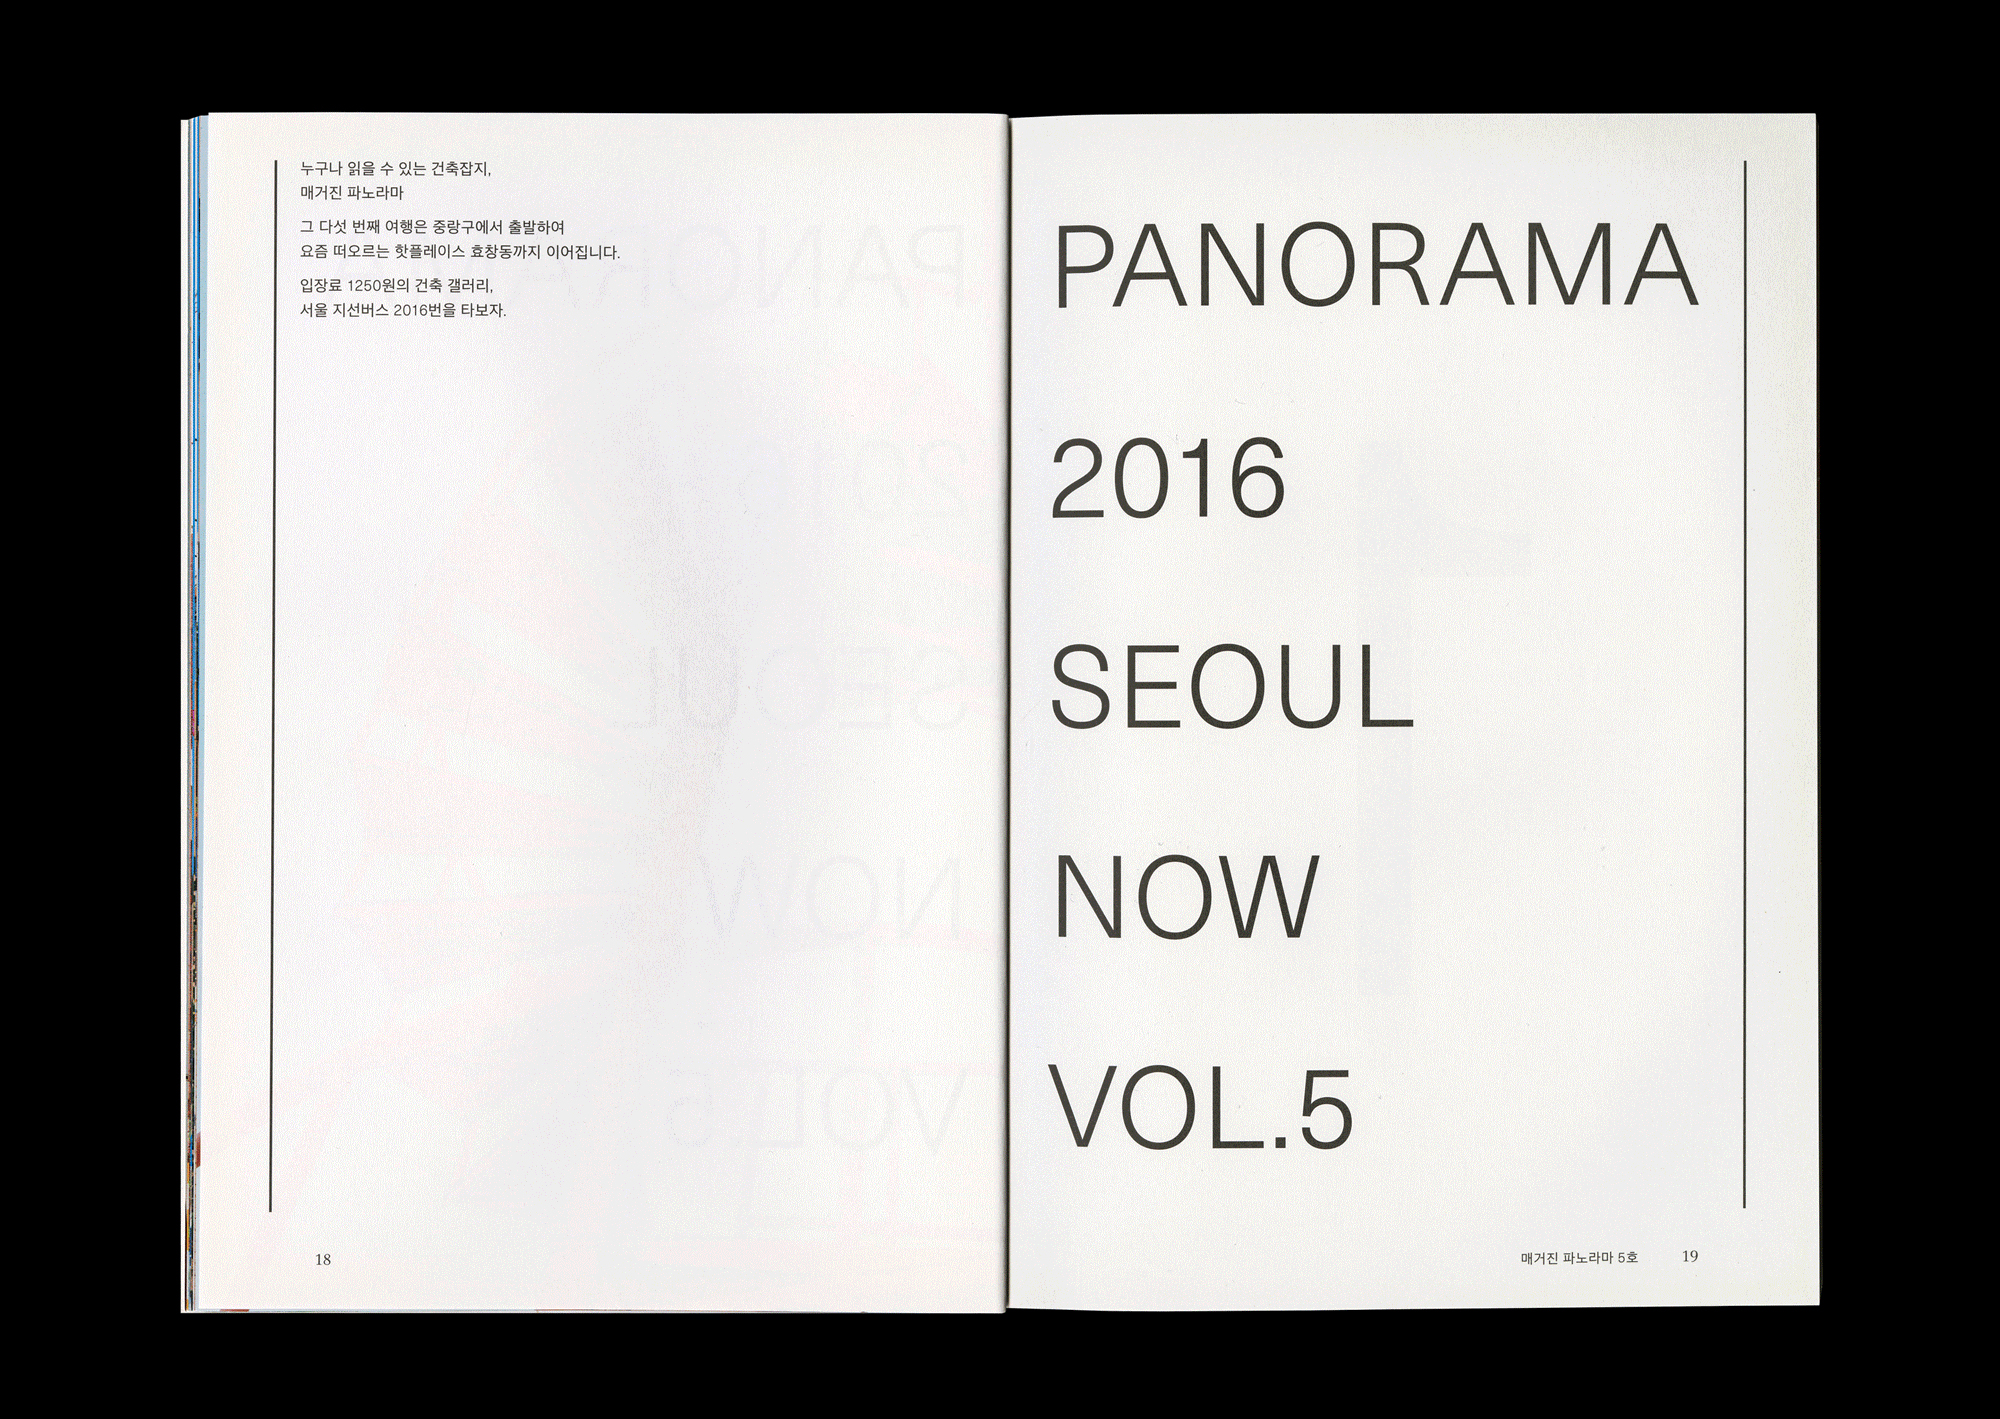 누구나 읽을 수 있는 건축잡지,
매거진 파노라마
그 다섯 번째 여행은 중랑구에서 출발하여
요즘 떠오르는 핫플레이스 효창동까지 이어집니다.
입장료 1250원의 건축 갤러리,
서울 지선버스 2016번을 타보자.
18
PANORAMA
2016
SEOUL
NOW
VOL.5
매거진 파노라마 5호 19